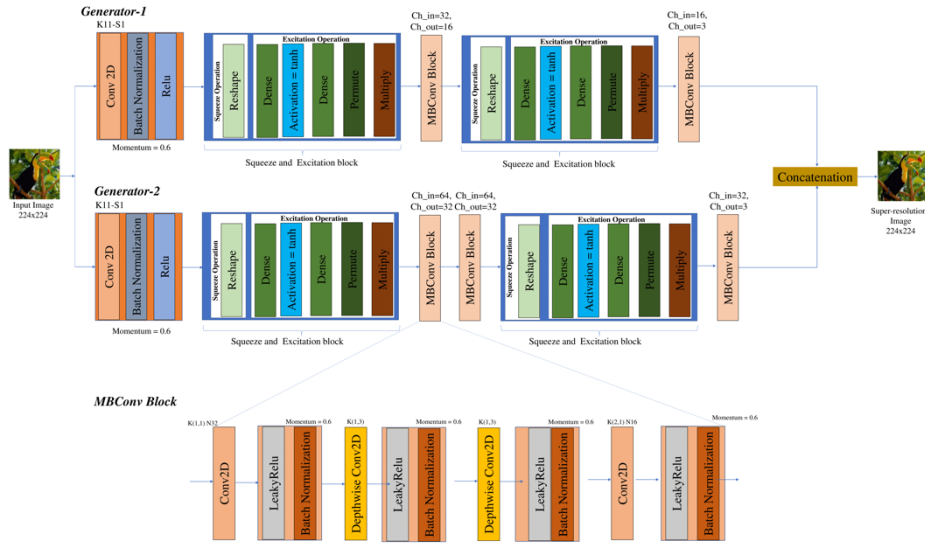 Generator-1
K11-S1
Conv 2D
Batch Normalization
Relu
Momentum = 0.6
Squeeze Operation
Reshape
Excitation Operation
Dense
Activation = tanh
Dense
Permute
Multiply
Squeeze and Excitation block
Ch_in=32,
Ch_out=16
MBConv Block
Squeeze Operation
Reshape
Excitation Operation
Dense
Activation = tanh
Dense
Permute
Multiply
Squeeze and Excitation block
Ch_in=16,
Ch_out=3
MBConv Block
Input Image
224x224
Concatenation
Super-resolution
Image
224x224
Generator-2
K11-S1
Conv 2D
Batch Normalization
Relu
Momentum = 0.6
Squeeze Operation
Reshape
Excitation Operation
Dense
Activation = tanh
Dense
Permute
Multiply
Squeeze and Excitation block
Ch_in=64,
Ch_out=32
MBConv Block
Ch_in=64,
Ch_out=32
MBConv Block
Squeeze Operation
Reshape
Excitation Operation
Dense
Activation = tanh
Dense
Permute
Multiply
Squeeze and Excitation block
Ch_in=32,
Ch_out=3
MBConv Block
MBConv Block
K(1,1) N32
Conv2D
Momentum = 0.6
LeakyRelu
Batch Normalization
K(1,3)
Depthwise Conv2D
Momentum = 0.6
LeakyRelu
Batch Normalization
K(1,3)
Depthwise Conv2D
Momentum = 0.6
LeakyRelu
Batch Normalization
K(2,1) N16
Conv2D
Momentum = 0.6
LeakyRelu
Batch Normalization